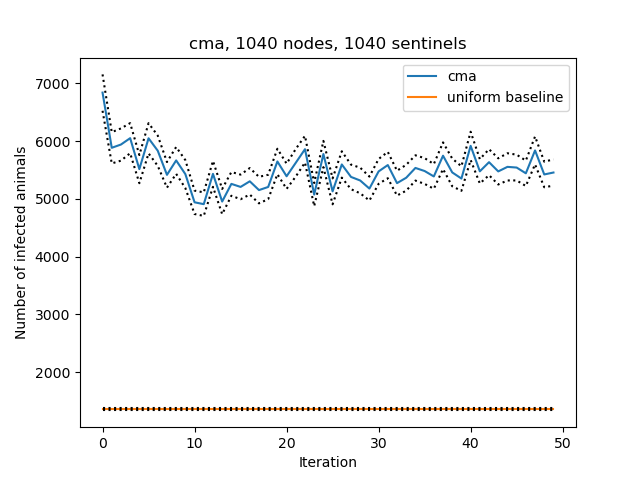 cma, 1040 nodes, 1040 sentinels
cma
uniform baseline
7000
6000
5000
4000
3000
2000
Number of infected animals
0 10 20 30 40 50
Iteration